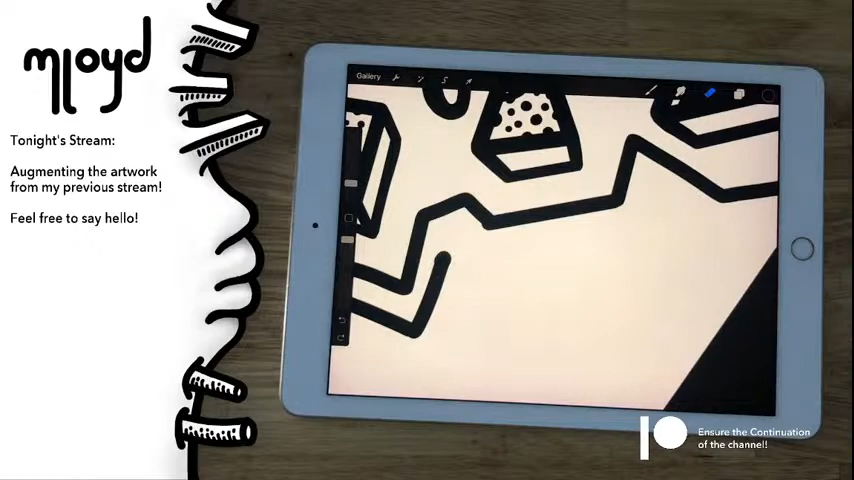 mloyd
Tonight's Stream:
Augmenting the artwork
from my previous stream!
Feel free to say hello!
Gallery
Ensure the Continuation
of the channel!